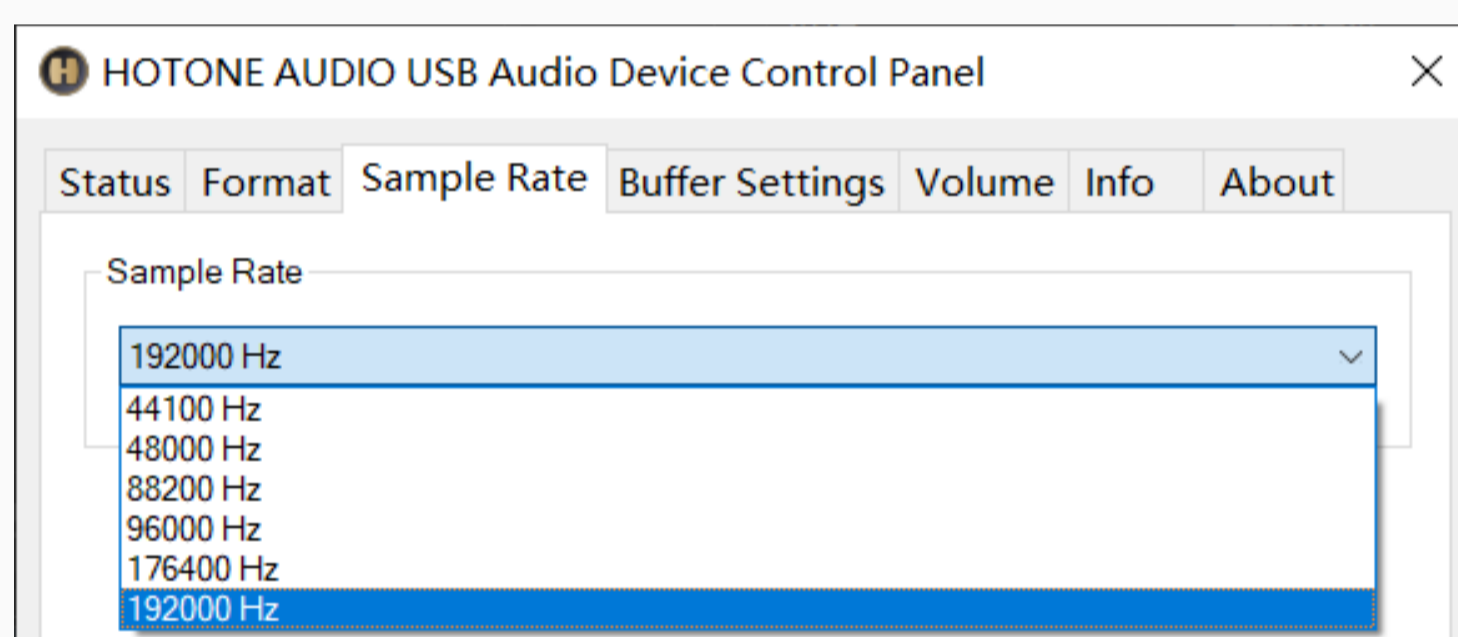 HOTONE AUDIO USB Audio Device Control Panel
Status Format Sample Rate Buffer Settings Volume Info About
Sample Rate
192000 Hz
44100 Hz
48000 Hz
88200 Hz
96000 Hz
176400 Hz
192000 Hz